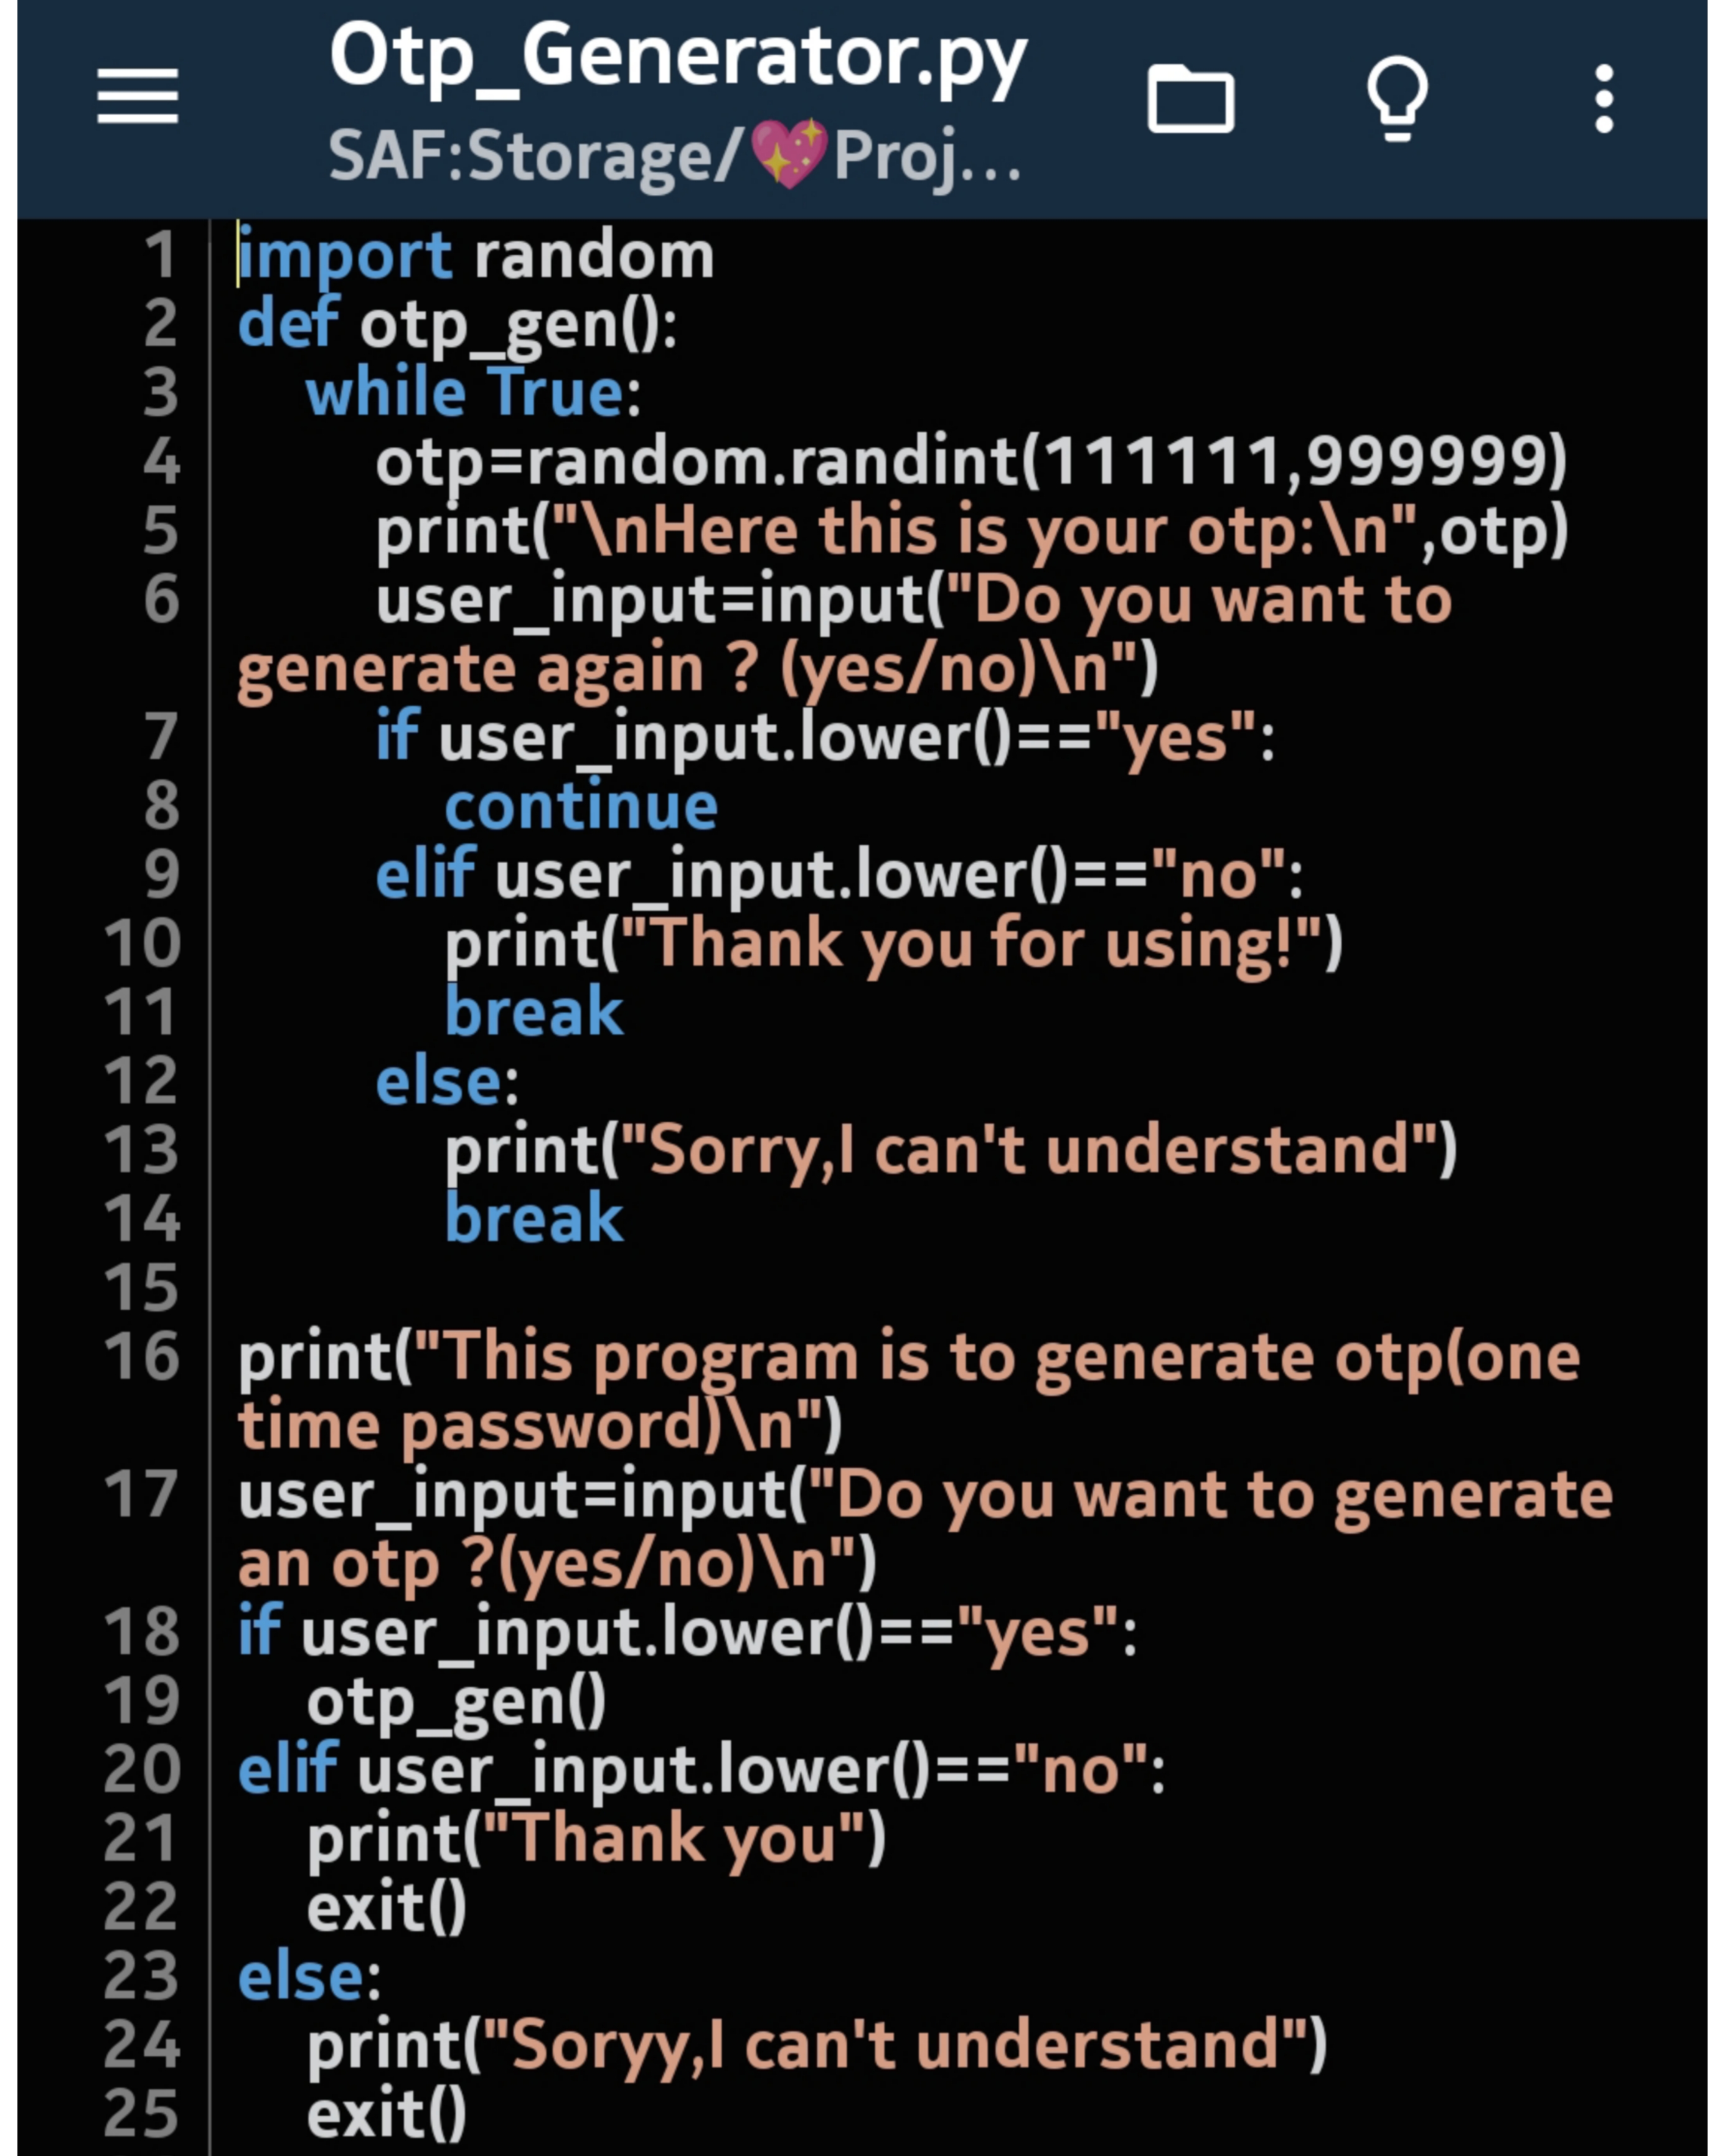 Otp_Generator.py
SAF:Storage/💖Proj...
1 import random
2 def otp_gen():
3 while True:
4 otp=random.randint(111111,999999)
5 print("\nHere this is your otp:\n",otp)
6 user_input=input("Do you want to
generate again ? (yes/no)\n")
7 if user_input.lower()=="yes":
8 continue
9 elif user_input.lower()=="no":
10 print("Thank you for using!")
11 break
12 else:
13 print("Sorry,I can't understand")
14 break
15
16 print("This program is to generate otp(one
time password)\n")
17 user_input=input("Do you want to generate
an otp ?(yes/no)\n")
18 if user_input.lower()=="yes":
19 otp_gen()
20 elif user_input.lower()=="no":
21 print("Thank you")
22 exit()
23 else:
24 print("Soryy,I can't understand")
25 exit()